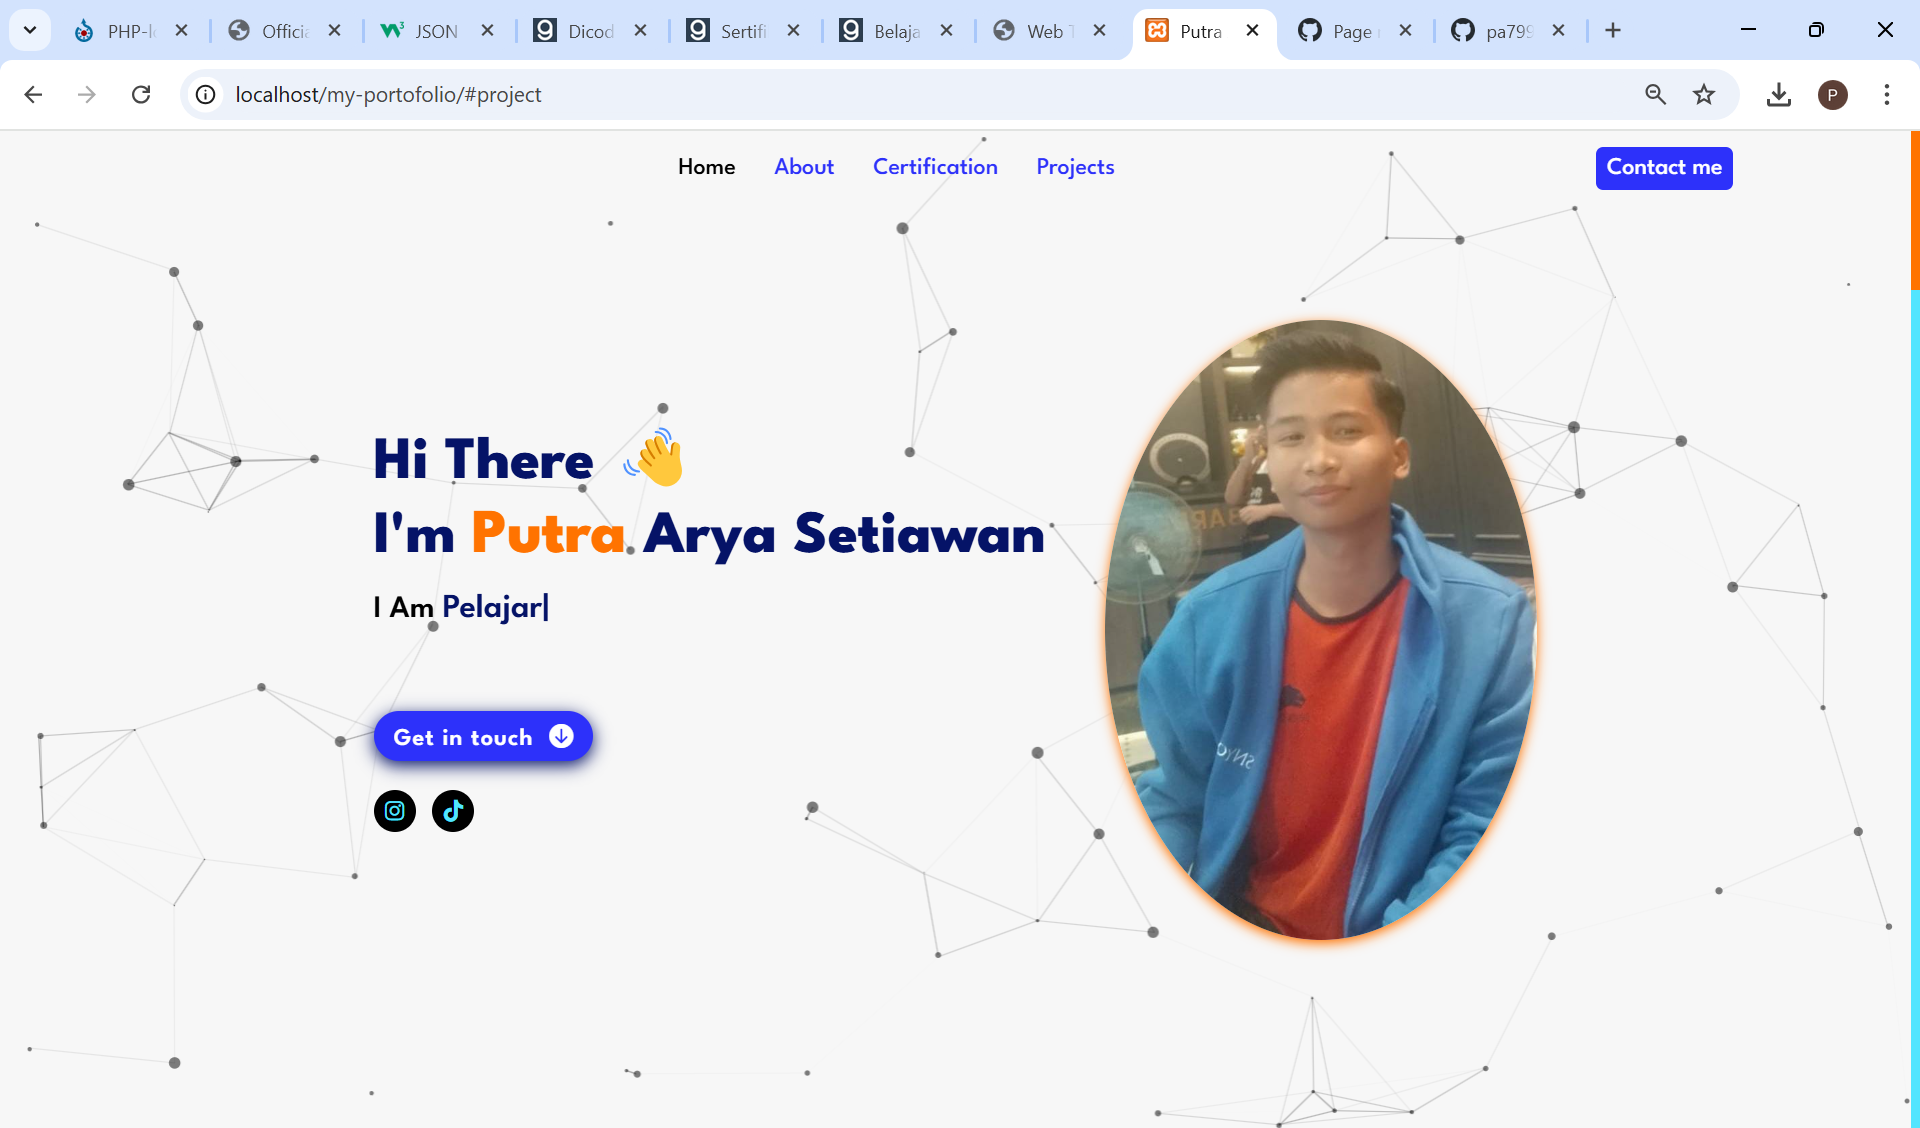 PHP-l
Officia
JSON
Dicod
Sertifi
Belaja
Web T
Putra
Page
pa799
localhost/my-portofolio/#project
P
Home
About
Certification
Projects
Contact me
Hi There
I'm Putra Arya Setiawan
I Am Pelajar|
Get in touch